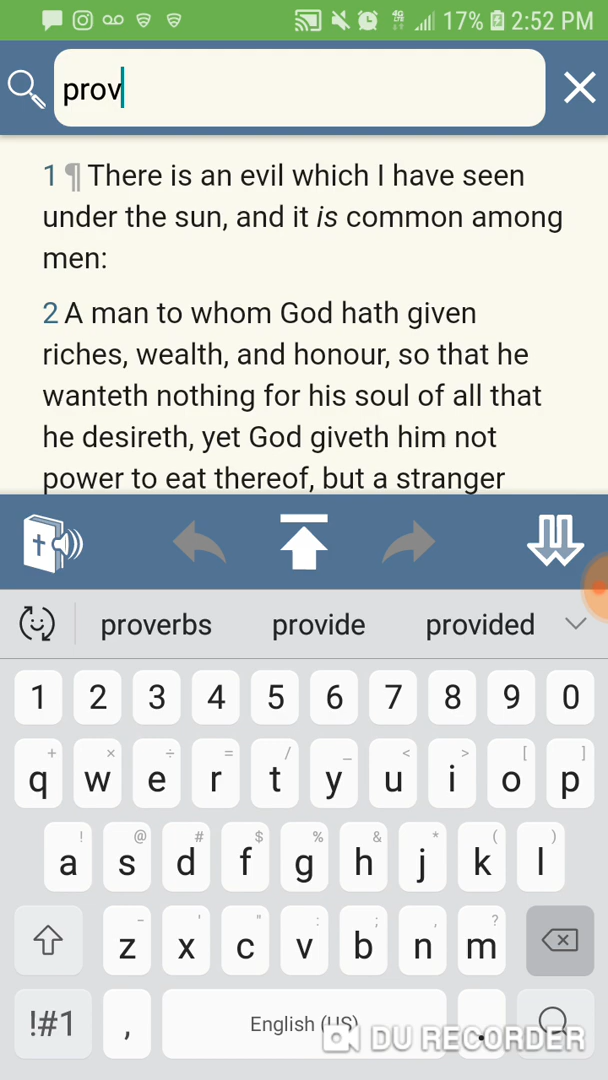 4G LTE 17% 2:52 PM
prov
1 ¶ There is an evil which I have seen
under the sun, and it is common among
men:
2 A man to whom God hath given
riches, wealth, and honour, so that he
wanteth nothing for his soul of all that
he desireth, yet God giveth him not
power to eat thereof, but a stranger
proverbs provide provided
1 2 3 4 5 6 7 8 9 0
+ × ÷ = / _ < > [ ]
q w e r t y u i o p
! @ # $ % & * ( )
a s d f g h j k l
- ' " : ; , ?
z x c v b n m
!#1 , English (US) .
DU RECORDER